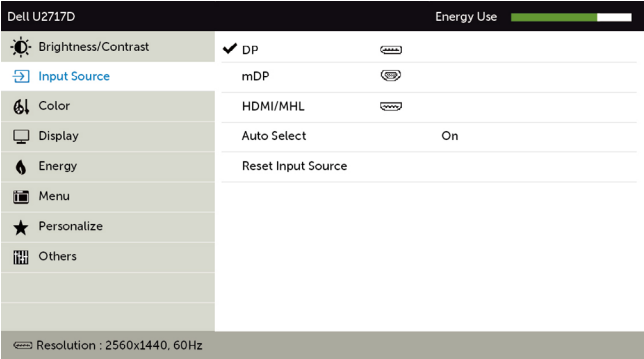 Dell U2717D Energy Use
Brightness/Contrast
Input Source
Color
Display
Energy
Menu
Personalize
Others
DP
mDP
HDMI/MHL
Auto Select On
Reset Input Source
Resolution : 2560x1440, 60Hz